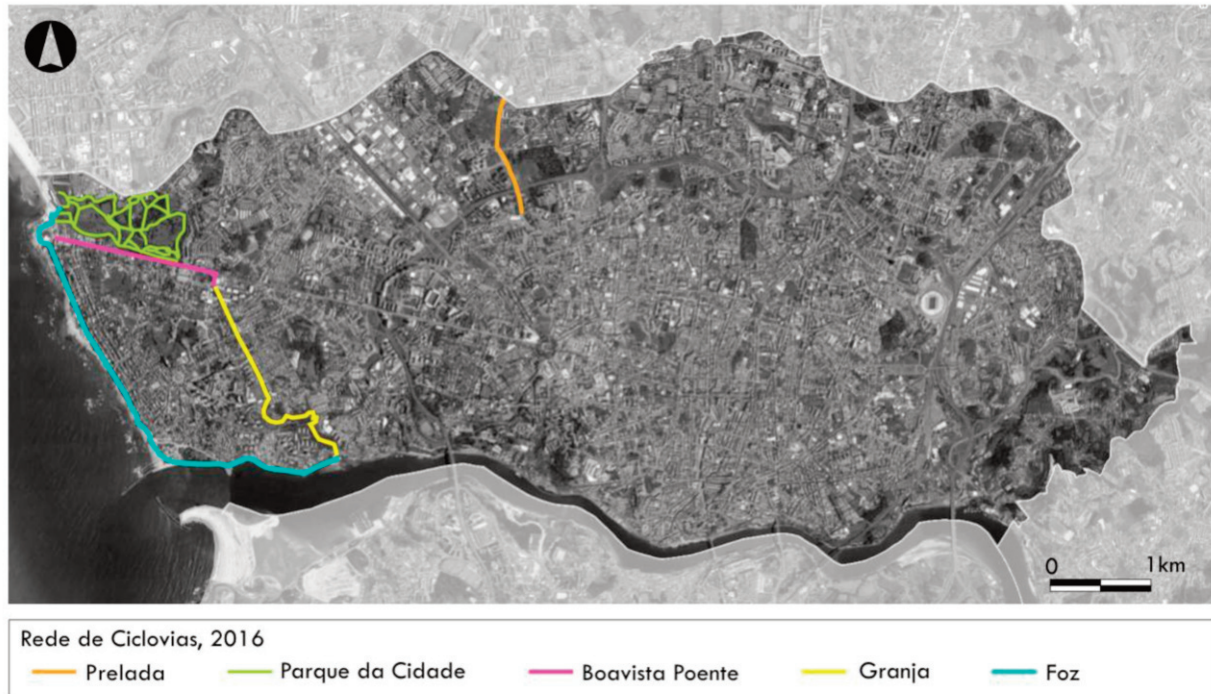 0 1km
Rede de Ciclovias, 2016
Prelada Parque da Cidade Boavista Poente Granja Foz